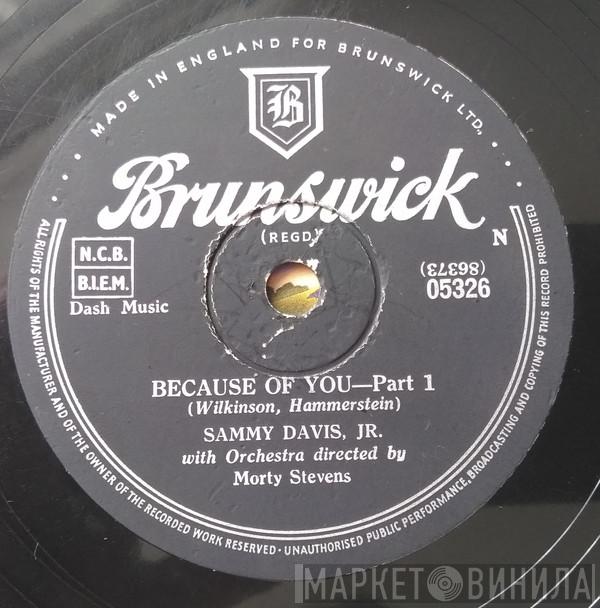 MADE IN ENGLAND FOR BRUNSWICK LTD.
B
Brunswick
(REGD)
N
N.C.B.
B.I.E.M.
Dash Music
(86373)
05326
BECAUSE OF YOU—Part 1
(Wilkinson, Hammerstein)
SAMMY DAVIS, JR.
with Orchestra directed by
Morty Stevens
ALL RIGHTS OF THE MANUFACTURER AND OF THE OWNER OF THE RECORDED WORK RESERVED · UNAUTHORISED PUBLIC PERFORMANCE, BROADCASTING AND COPYING OF THIS RECORD PROHIBITED
МАРКЕТ ВИНИЛА